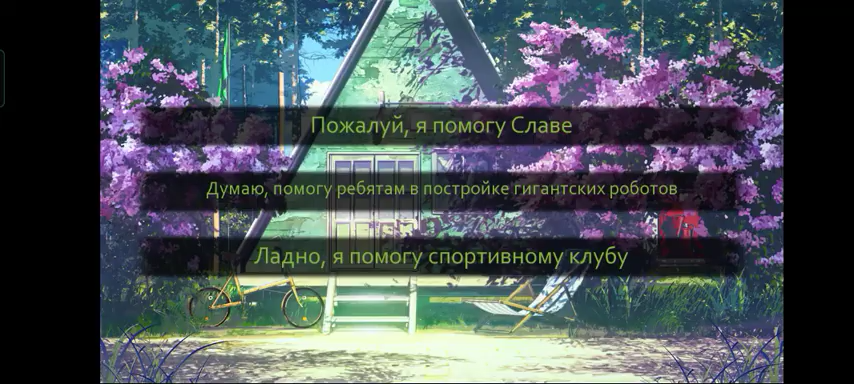 Пожалуй, я помогу Славе
Думаю, помогу ребятам в постройке гигантских роботов
Ладно, я помогу спортивному клубу